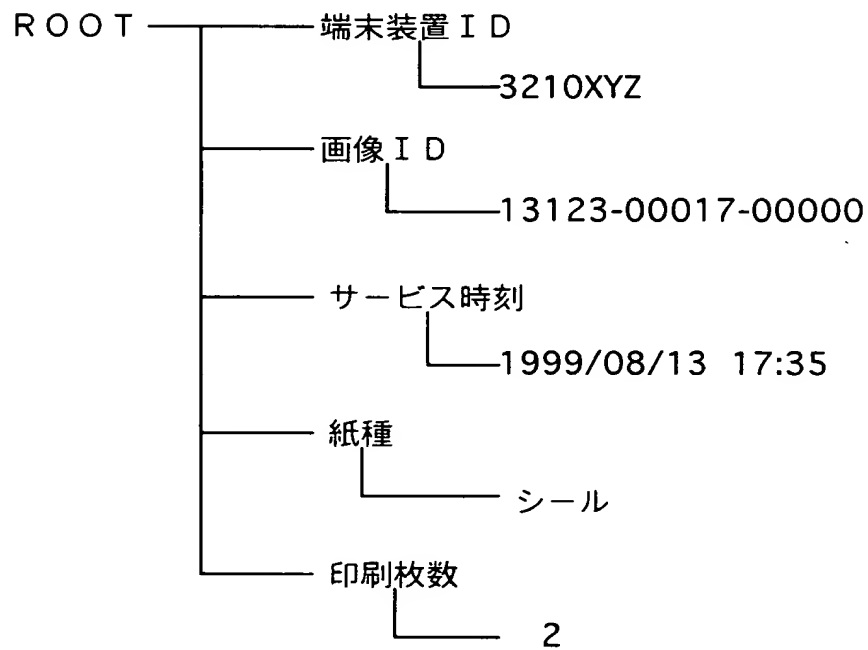 ROOT 端末装置ID
3210XYZ
画像ID
13123-00017-00000
サービス時刻
1999/08/13 17:35
紙種
シール
印刷枚数
2